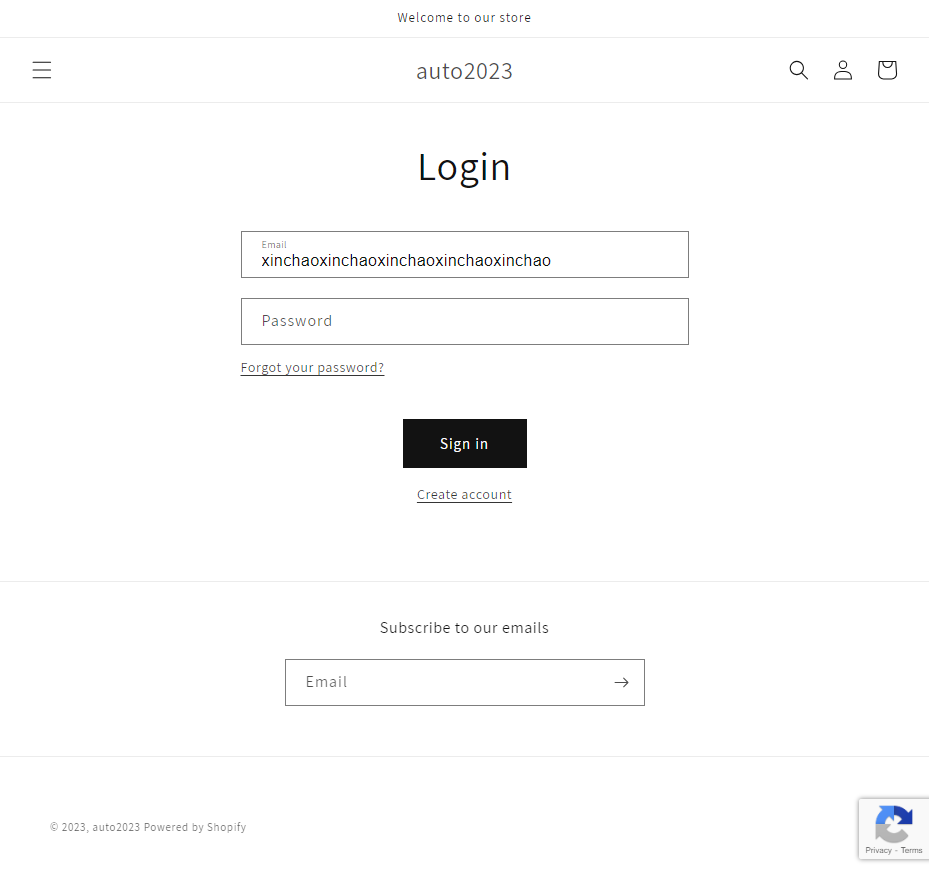 Welcome to our store
auto2023
Login
Email
xinchaoxinchaoxinchaoxinchaoxinchao
Password
Forgot your password?
Sign in
Create account
Subscribe to our emails
Email
© 2023, auto2023 Powered by Shopify
Privacy - Terms